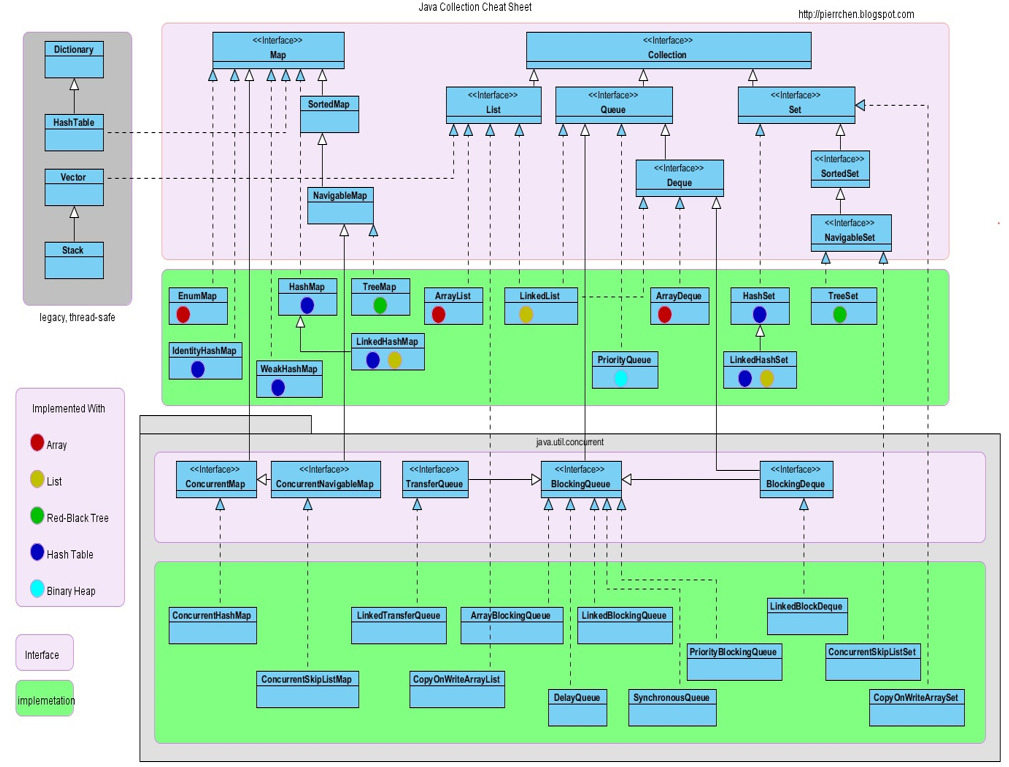 Java Collection Cheat Sheet
http://pierrchen.blogspot.com
Dictionary
HashTable
Vector
Stack
legacy, thread-safe
<<Interface>>
Map
SortedMap
NavigableMap
<<Interface>>
Collection
<<Interface>>
List
<<Interface>>
Queue
<<Interface>>
Set
<<Interface>>
Deque
<<Interface>>
SortedSet
<<Interface>>
NavigableSet
EnumMap
HashMap
TreeMap
ArrayList
LinkedList
ArrayDeque
HashSet
TreeSet
IdentityHashMap
WeakHashMap
LinkedHashMap
PriorityQueue
LinkedHashSet
Implemented With
Array
List
Red-Black Tree
Hash Table
Binary Heap
Interface
implemetation
java.util.concurrent
<<Interface>>
ConcurrentMap
<<Interface>>
ConcurrentNavigableMap
<<Interface>>
TransferQueue
<<Interface>>
BlockingQueue
<<Interface>>
BlockingDeque
ConcurrentHashMap
LinkedTransferQueue
ArrayBlockingQueue
LinkedBlockingQueue
LinkedBlockDeque
PriorityBlockingQueue
ConcurrentSkipListSet
ConcurrentSkipListMap
CopyOnWriteArrayList
DelayQueue
SynchronousQueue
CopyOnWriteArraySet